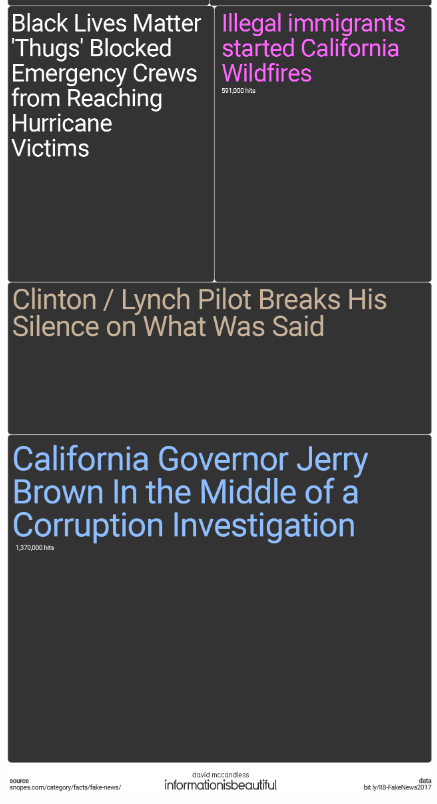 Black Lives Matter
'Thugs' Blocked
Emergency Crews
from Reaching
Hurricane
Victims
Illegal immigrants
started California
Wildfires
591,000 hits
Clinton / Lynch Pilot Breaks His
Silence on What Was Said
California Governor Jerry
Brown In the Middle of a
Corruption Investigation
1,370,000 hits
source
snopes.com/category/facts/fake-news/
david mccandless
informationisbeautiful
data
bit.ly/IIB-FakeNews2017